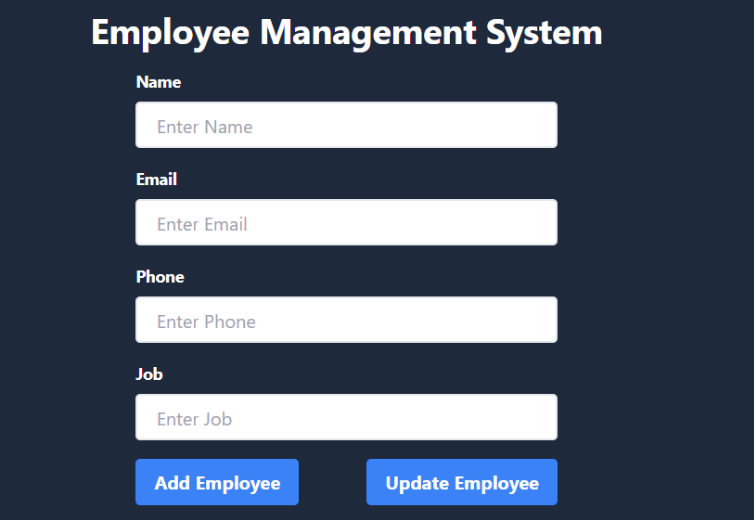 Employee Management System
Name
Enter Name
Email
Enter Email
Phone
Enter Phone
Job
Enter Job
Add Employee Update Employee